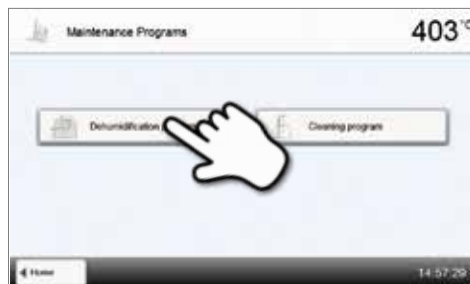 Maintenance Programs
403 °C
Dehumidification
Cleaning program
Home
14:57:29